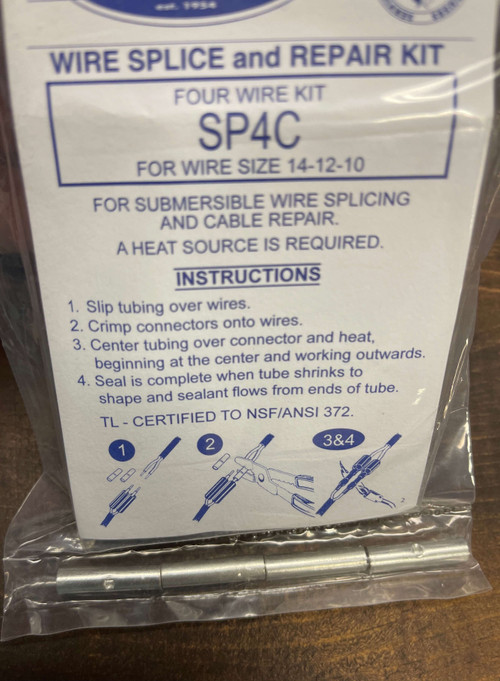 est. 1954
WIRE SPLICE and REPAIR KIT
FOUR WIRE KIT
SP4C
FOR WIRE SIZE 14-12-10
FOR SUBMERSIBLE WIRE SPLICING
AND CABLE REPAIR.
A HEAT SOURCE IS REQUIRED.
INSTRUCTIONS
1. Slip tubing over wires.
2. Crimp connectors onto wires.
3. Center tubing over connector and heat,
beginning at the center and working outwards.
4. Seal is complete when tube shrinks to
shape and sealant flows from ends of tube.
TL - CERTIFIED TO NSF/ANSI 372.
1
2
3&4
2